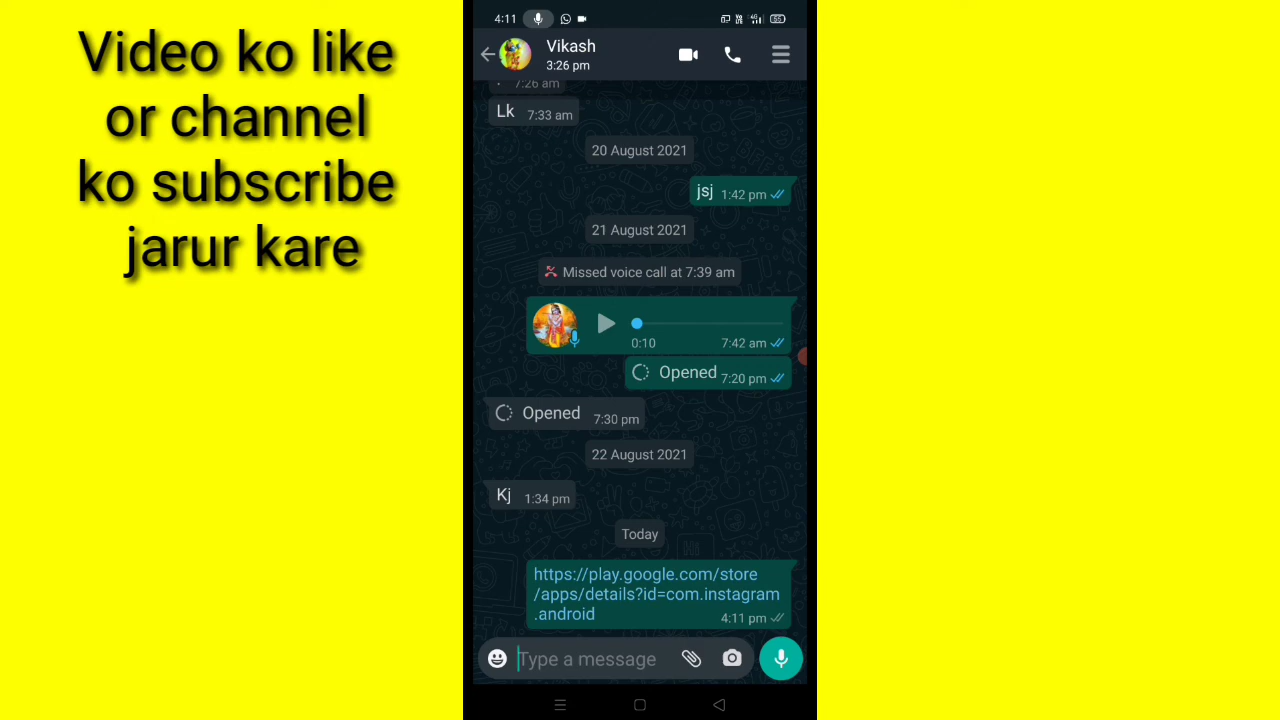 Video ko like
or channel
ko subscribe
jarur kare
4:11
55
Vikash
3:26 pm
7:26 am
Lk 7:33 am
20 August 2021
jsj 1:42 pm
21 August 2021
Missed voice call at 7:39 am
0:10 7:42 am
Opened 7:20 pm
Opened 7:30 pm
22 August 2021
Kj 1:34 pm
Today
https://play.google.com/store
/apps/details?id=com.instagram
.android
4:11 pm
Type a message